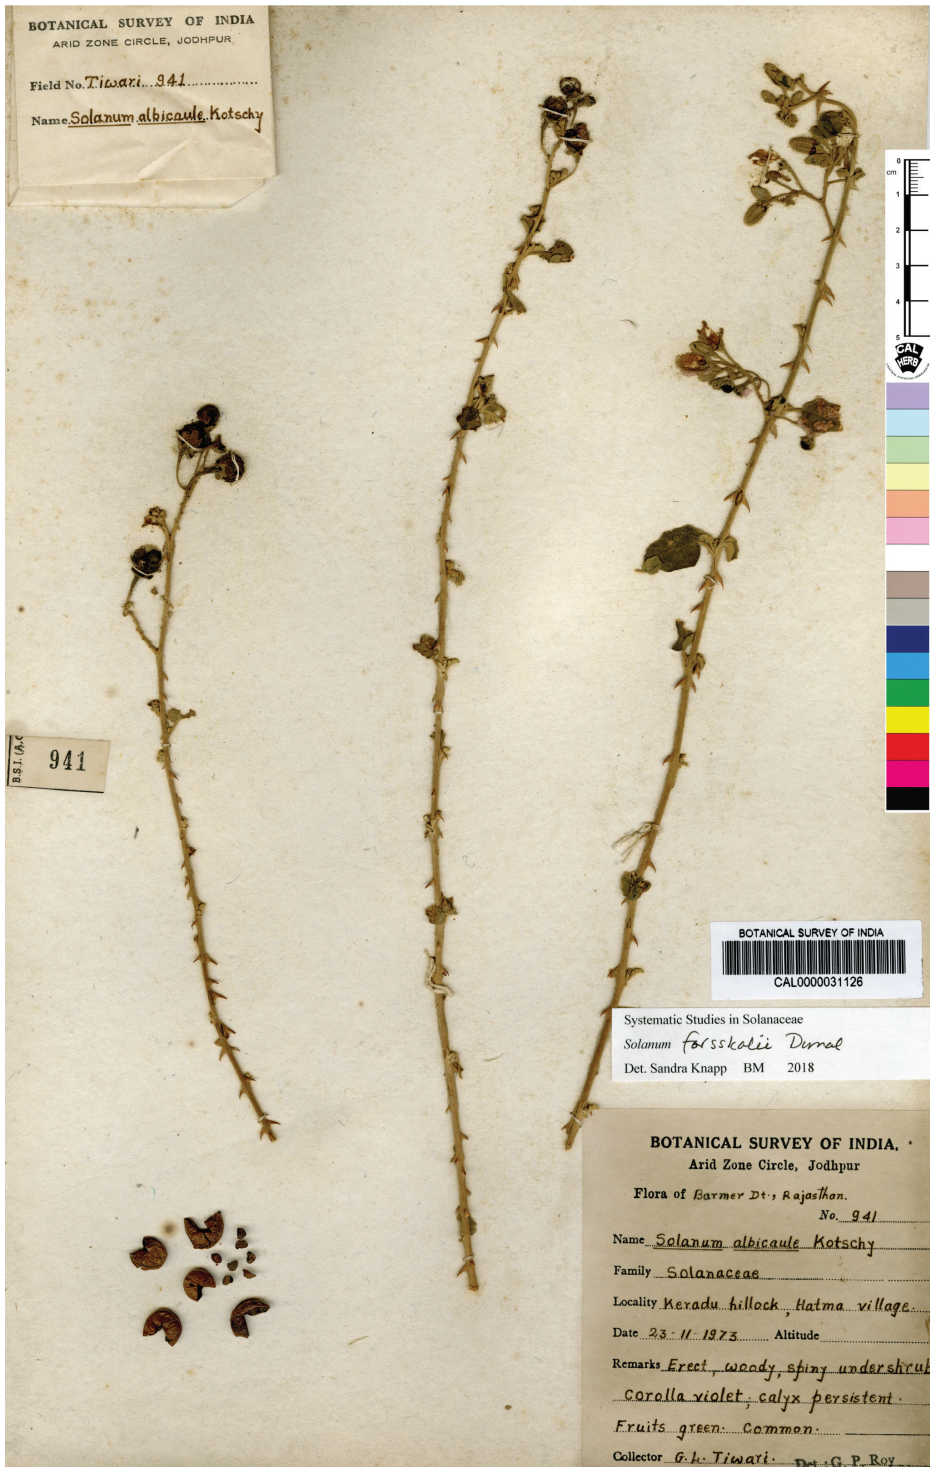 BOTANICAL SURVEY OF INDIA
ARID ZONE CIRCLE, JODHPUR
Field No. Tiwari 941
Name. Solanum albicaule Kotschy
0
cm
1
2
3
4
5
CAL
HERB
B.S.I. (A.C
941
BOTANICAL SURVEY OF INDIA
CAL0000031126
Systematic Studies in Solanaceae
Solanum forsskalii Dunal
Det. Sandra Knapp BM 2018
BOTANICAL SURVEY OF INDIA,
Arid Zone Circle, Jodhpur
Flora of Barmer Dt., Rajasthan.
No. 941
Name Solanum albicaule Kotschy
Family Solanaceae
Locality Keradu hillock, Hatma village.
Date 23-11-1973 Altitude
Remarks Erect, woody, spiny undershrub
Corolla violet; calyx persistent.
Fruits green. Common.
Collector G.L. Tiwari. Det. G. P. Roy